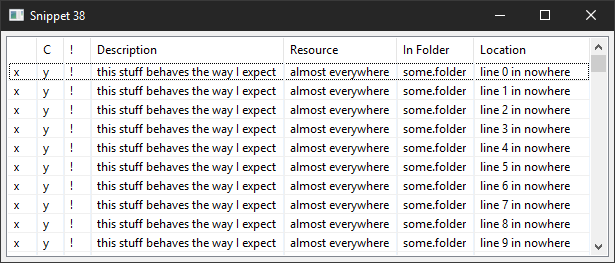 Snippet 38
C ! Description Resource In Folder Location
x y ! this stuff behaves the way I expect almost everywhere some.folder line 0 in nowhere
x y ! this stuff behaves the way I expect almost everywhere some.folder line 1 in nowhere
x y ! this stuff behaves the way I expect almost everywhere some.folder line 2 in nowhere
x y ! this stuff behaves the way I expect almost everywhere some.folder line 3 in nowhere
x y ! this stuff behaves the way I expect almost everywhere some.folder line 4 in nowhere
x y ! this stuff behaves the way I expect almost everywhere some.folder line 5 in nowhere
x y ! this stuff behaves the way I expect almost everywhere some.folder line 6 in nowhere
x y ! this stuff behaves the way I expect almost everywhere some.folder line 7 in nowhere
x y ! this stuff behaves the way I expect almost everywhere some.folder line 8 in nowhere
x y ! this stuff behaves the way I expect almost everywhere some.folder line 9 in nowhere